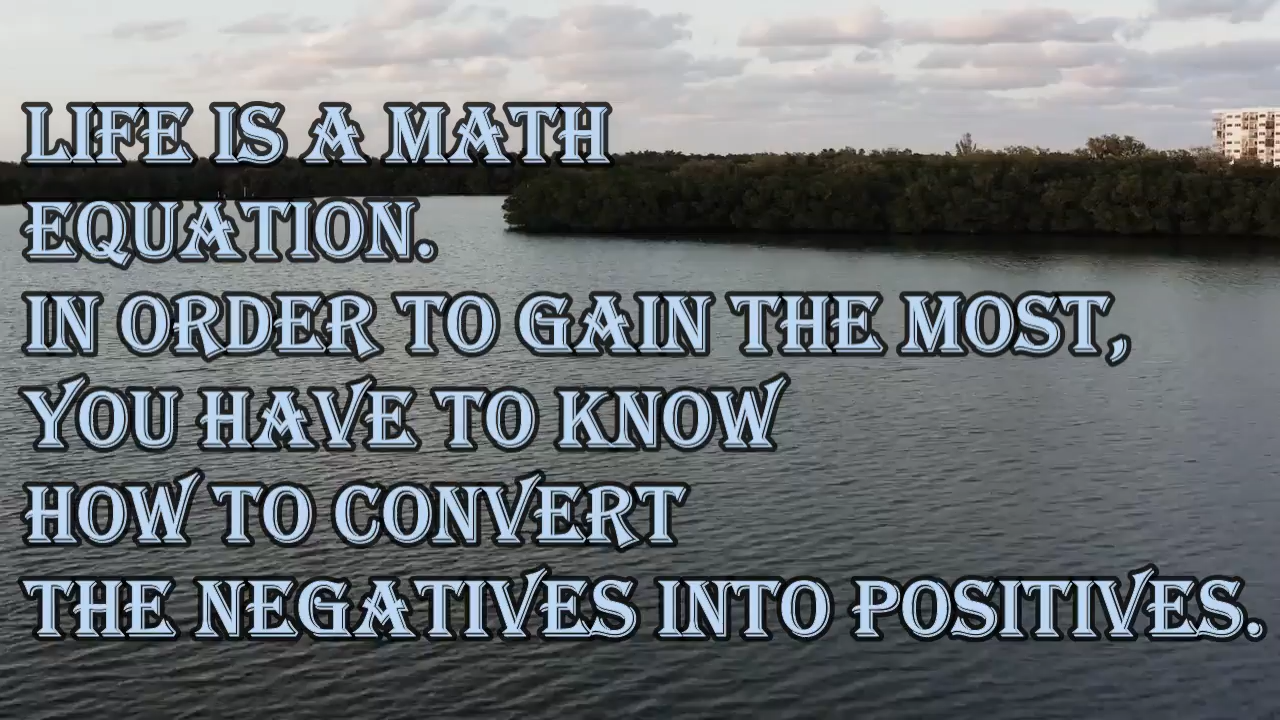 LIFE IS A MATH
EQUATION.
IN ORDER TO GAIN THE MOST,
YOU HAVE TO KNOW
HOW TO CONVERT
THE NEGATIVES INTO POSITIVES.